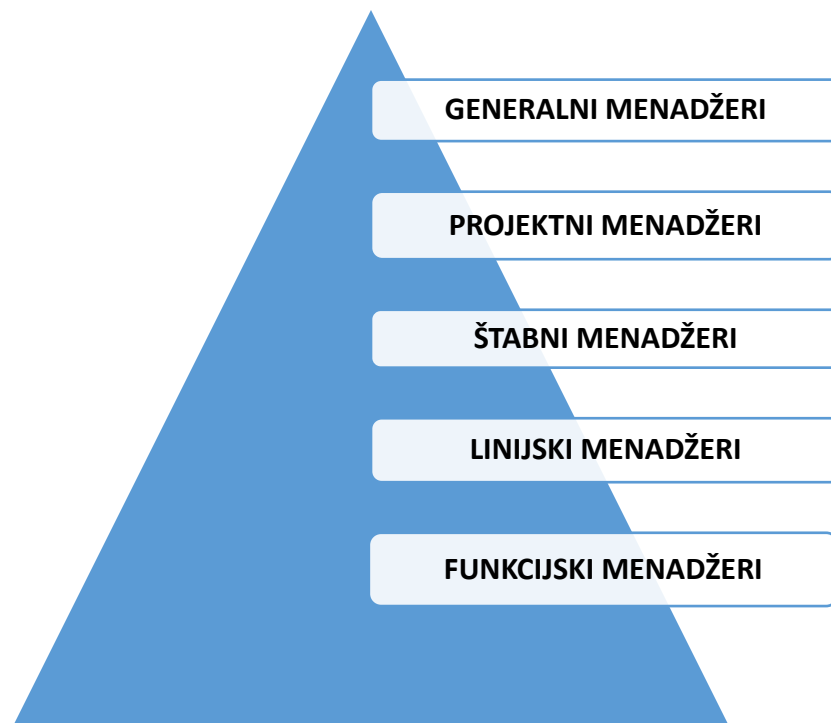 GENERALNI MENADŽERI
PROJEKTNI MENADŽERI
ŠTABNI MENADŽERI
LINIJSKI MENADŽERI
FUNKCIJSKI MENADŽERI